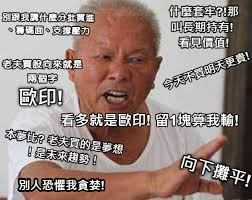 別跟我講什麼分批買進
、籌碼面、支撐壓力
老夫買股向來就是
兩個字
歐印!
什麼套牢?!那
叫長期持有!
看見價值!
今天不買明天更貴!
看多就是歐印! 留1塊算我輸!
本夢比? 老夫買的是夢想
! 是未來趨勢!
向下攤平!
別人恐懼我貪婪!